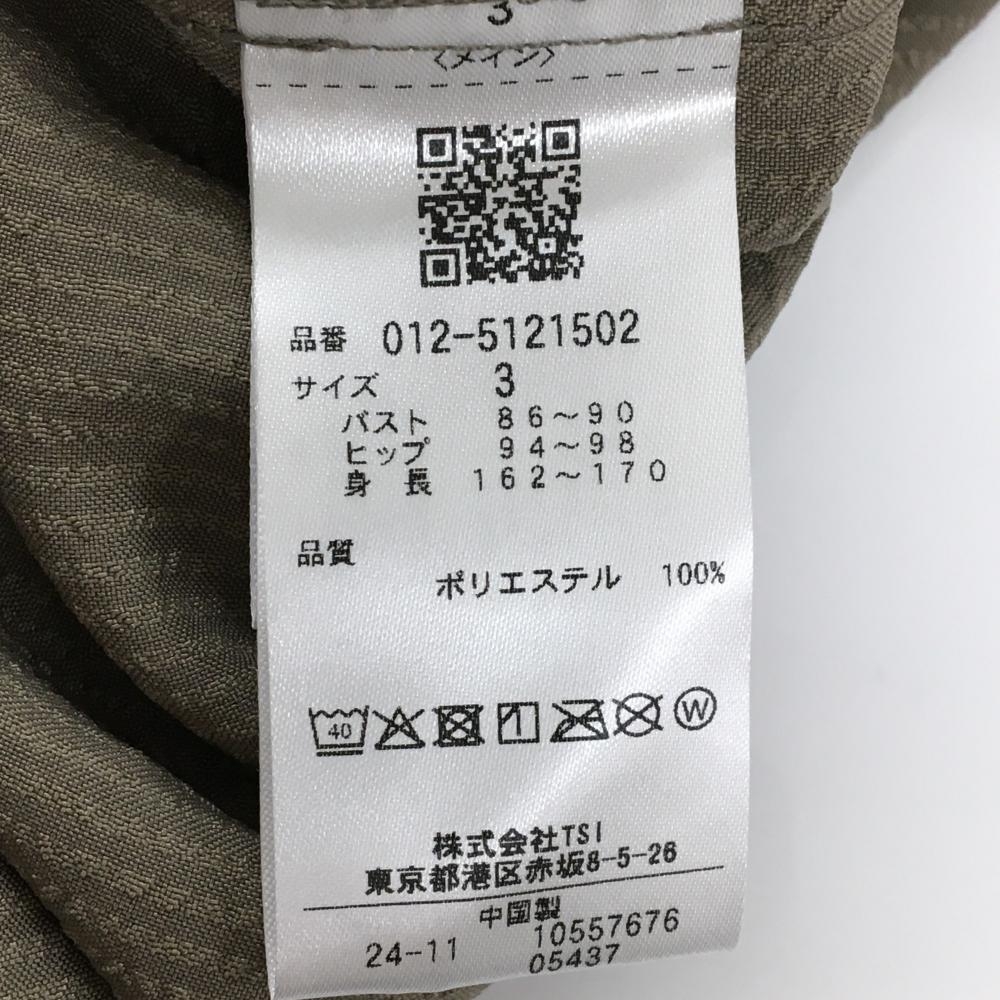 3
〈メイン〉
品番 012-5121502
サイズ 3
バスト 86～90
ヒップ 94～98
身 長 162～170
品質
ポリエステル 100%
40 W
株式会社TSI
東京都港区赤坂8-5-26
中国製
24-11 10557676
05437